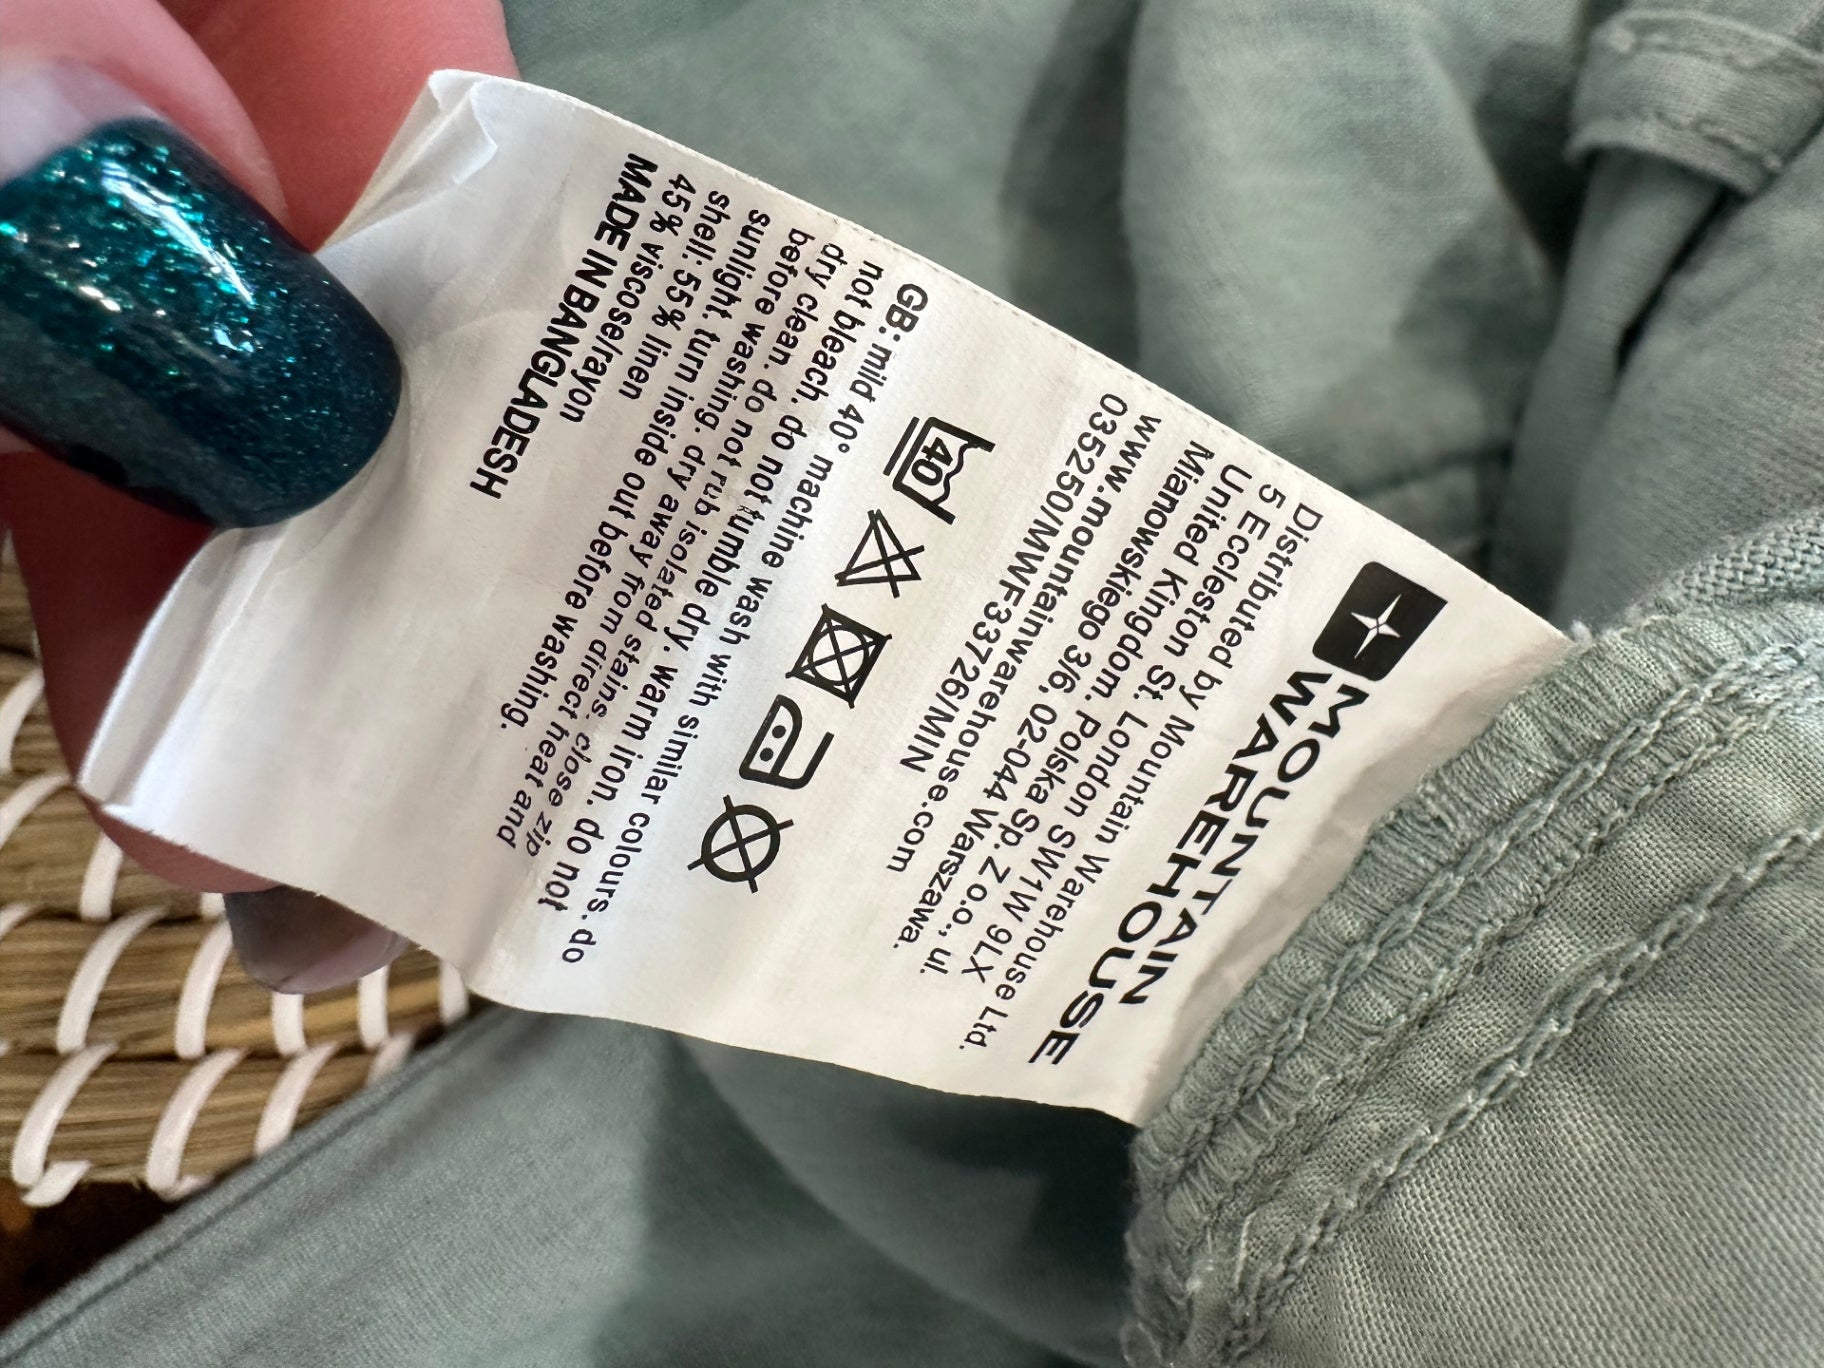 MOUNTAIN
WAREHOUSE
Distributed by Mountain Warehouse Ltd.
5 Eccleston St. London SW1W 9LX
United Kingdom. Polska Sp. Z o.o., ul.
Mianowskiego 3/6, 02-044 Warszawa.
www.mountainwarehouse.com
035250/MWF33726/MIN
40
GB: mild 40° machine wash with similar colours. do
not bleach. do not tumble dry. warm iron. do not
dry clean. do not rub isolated stains. close zip
before washing. dry away from direct heat and
sunlight. turn inside out before washing.
shell: 55% linen
45% viscose/rayon
MADE IN BANGLADESH